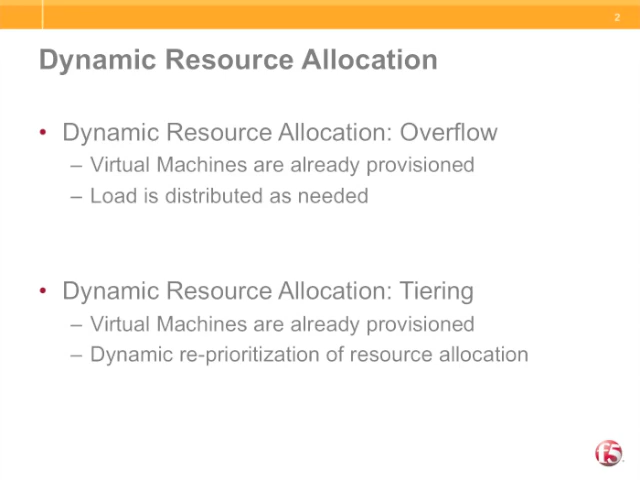 2
Dynamic Resource Allocation
• Dynamic Resource Allocation: Overflow
– Virtual Machines are already provisioned
– Load is distributed as needed
• Dynamic Resource Allocation: Tiering
– Virtual Machines are already provisioned
– Dynamic re-prioritization of resource allocation
f5